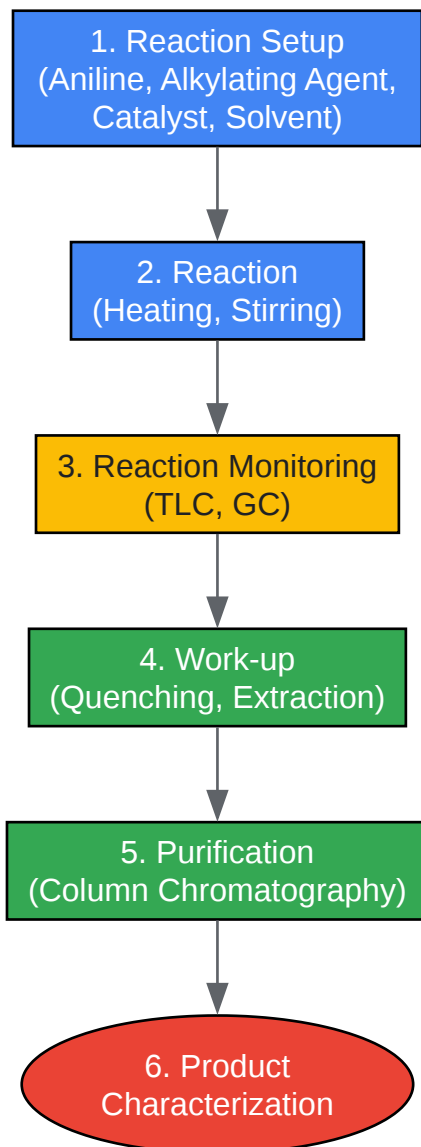 1. Reaction Setup
(Aniline, Alkylating Agent,
Catalyst, Solvent)
2. Reaction
(Heating, Stirring)
3. Reaction Monitoring
(TLC, GC)
4. Work-up
(Quenching, Extraction)
5. Purification
(Column Chromatography)
6. Product
Characterization